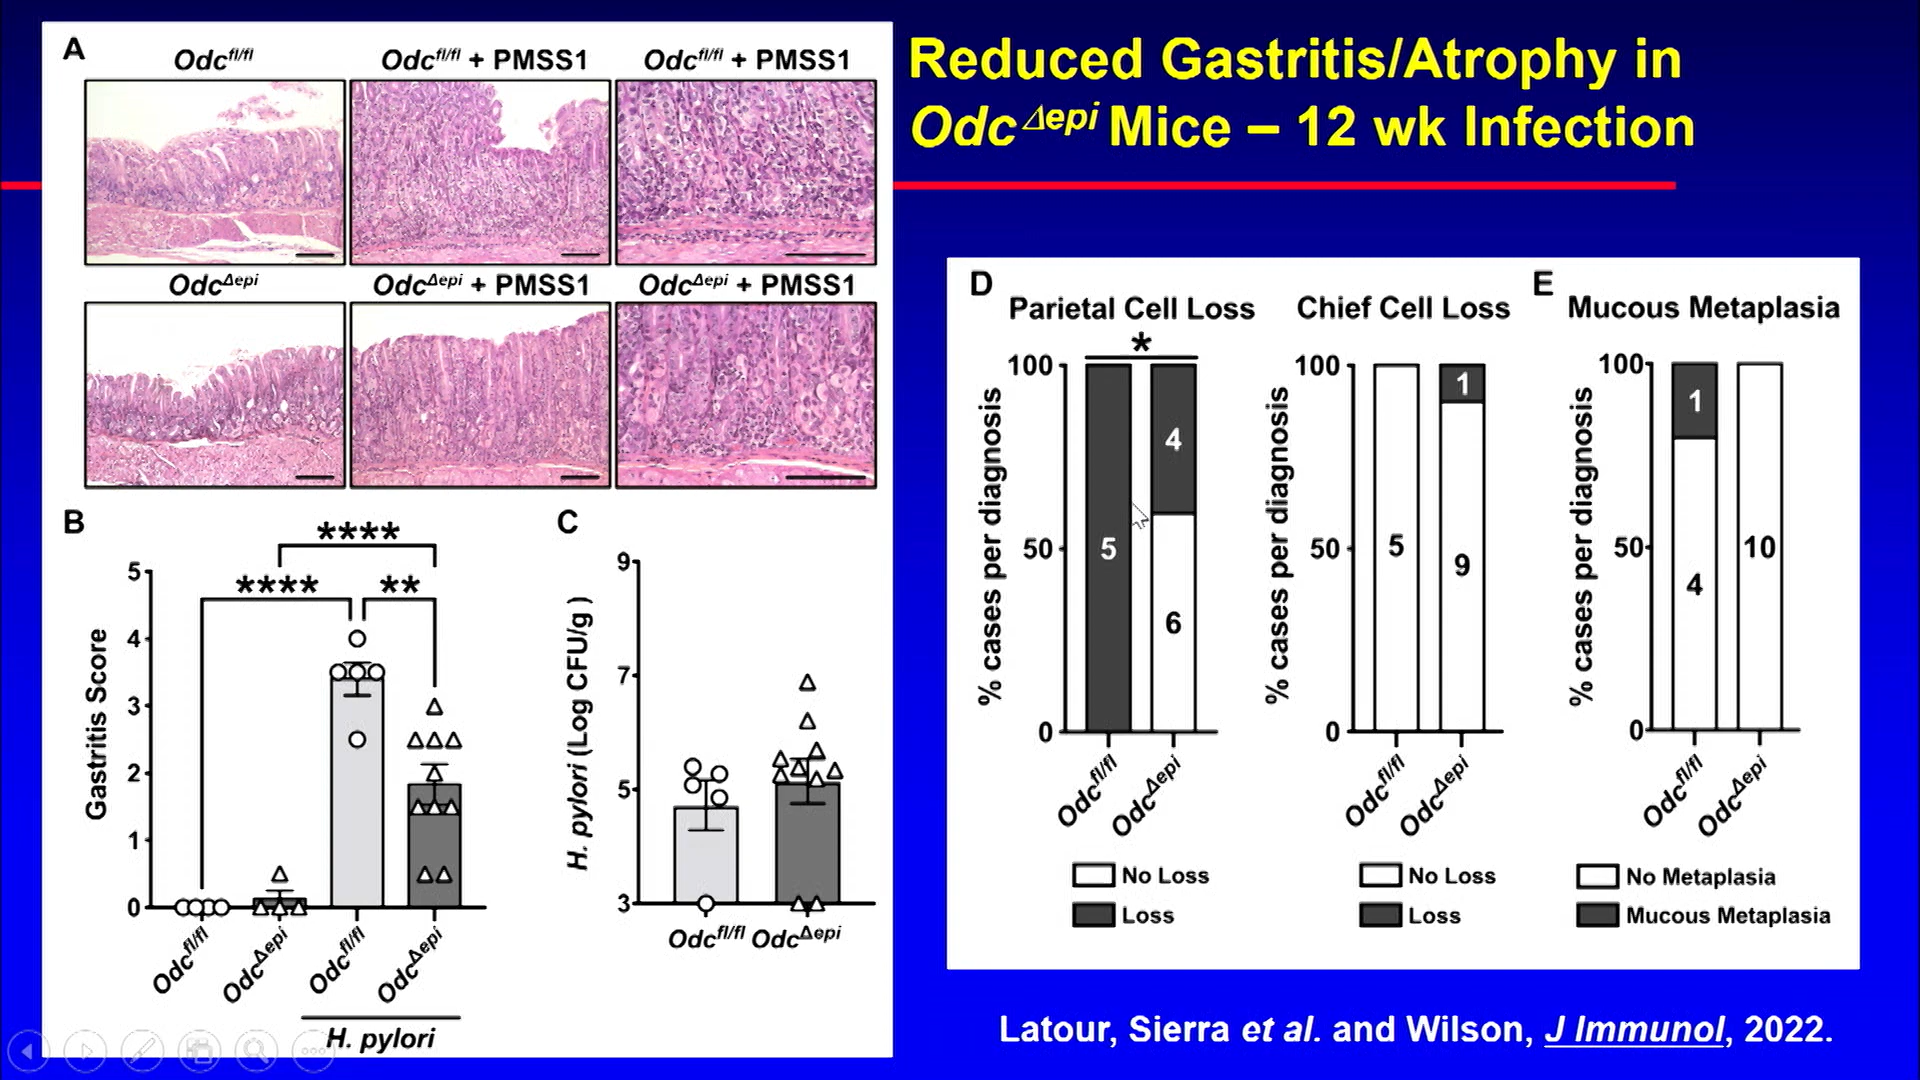 Reduced Gastritis/Atrophy in
Odc Δepi Mice – 12 wk Infection
A
Odc fl/fl
Odc fl/fl + PMSS1
Odc fl/fl + PMSS1
Odc Δepi
Odc Δepi + PMSS1
Odc Δepi + PMSS1
B
****
****
**
Gastritis Score
5
4
3
2
1
0
Odc fl/fl
Odc Δepi
Odc fl/fl
Odc Δepi
H. pylori
C
H. pylori (Log CFU/g )
9
7
5
3
Odc fl/fl
Odc Δepi
D
Parietal Cell Loss
*
% cases per diagnosis
100
50
0
5
4
6
Odc fl/fl
Odc Δepi
No Loss
Loss
Chief Cell Loss
% cases per diagnosis
100
50
0
5
1
9
Odc fl/fl
Odc Δepi
No Loss
Loss
E
Mucous Metaplasia
% cases per diagnosis
100
50
0
1
4
10
Odc fl/fl
Odc Δepi
No Metaplasia
Mucous Metaplasia
Latour, Sierra et al. and Wilson, J Immunol, 2022.